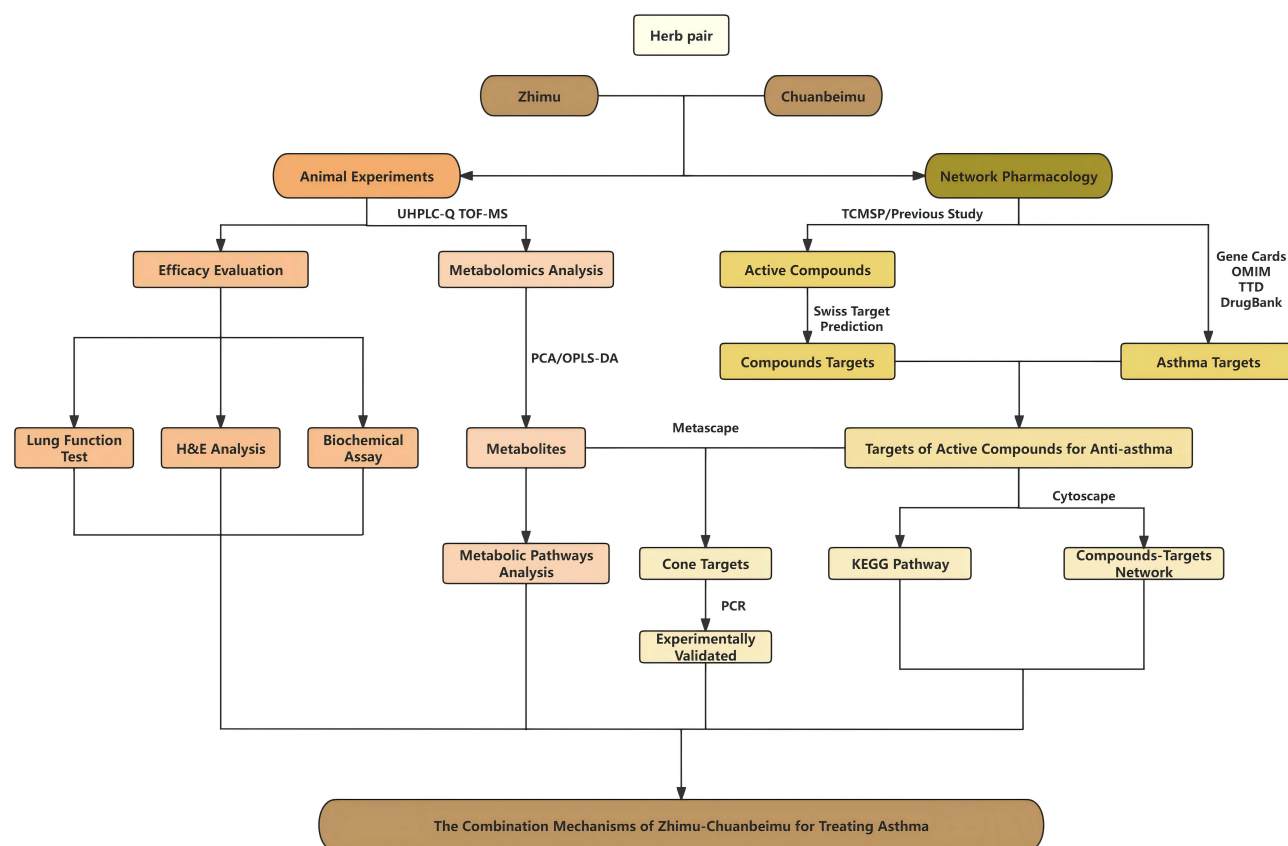 Herb pair
Zhimu
Chuanbeimu
Animal Experiments
Network Pharmacology
UHPLC-Q TOF-MS
TCMSP/Previous Study
Efficacy Evaluation
Metabolomics Analysis
Active Compounds
Gene Cards
OMIM
TTD
DrugBank
Swiss Target
Prediction
PCA/OPLS-DA
Compounds Targets
Asthma Targets
Lung Function
Test
H&E Analysis
Biochemical
Assay
Metabolites
Metascape
Targets of Active Compounds for Anti-asthma
Cytoscape
Metabolic Pathways
Analysis
Cone Targets
KEGG Pathway
Compounds-Targets
Network
PCR
Experimentally
Validated
The Combination Mechanisms of Zhimu-Chuanbeimu for Treating Asthma